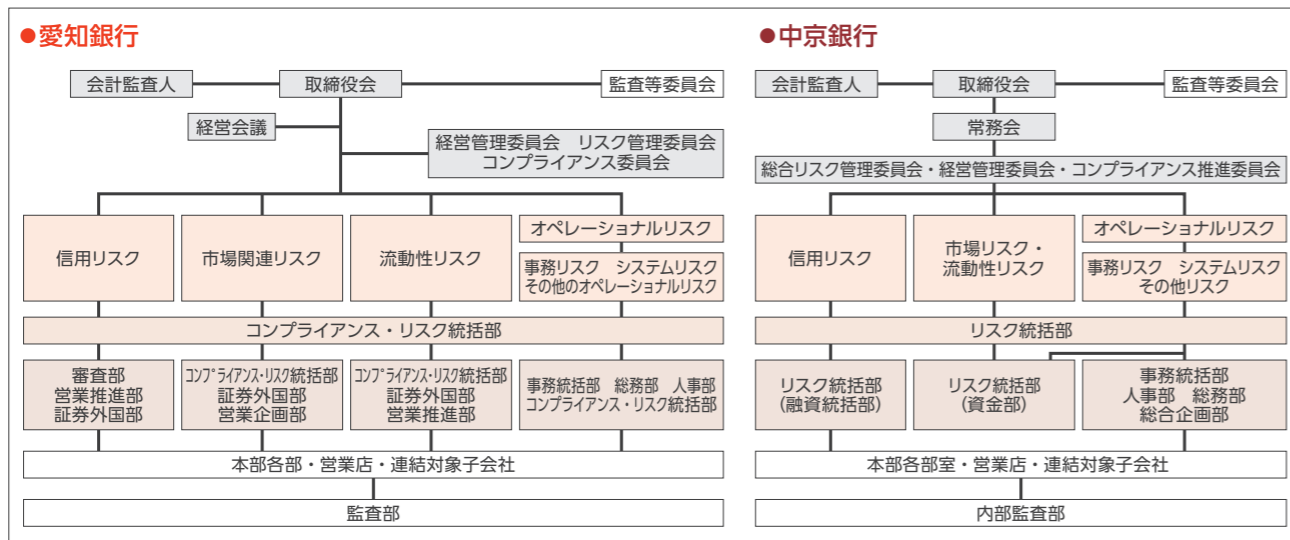 ●愛知銀行
会計監査人
取締役会
監査等委員会
経営会議
経営管理委員会　リスク管理委員会
コンプライアンス委員会
信用リスク
市場関連リスク
流動性リスク
オペレーショナルリスク
事務リスク　システムリスク
その他のオペレーショナルリスク
コンプライアンス・リスク統括部
審査部
営業推進部
証券外国部
ｺﾝﾌﾟﾗｲｱﾝｽ･ﾘｽｸ統括部
証券外国部
営業企画部
ｺﾝﾌﾟﾗｲｱﾝｽ･ﾘｽｸ統括部
証券外国部
営業推進部
事務統括部　総務部　人事部
コンプライアンス・リスク統括部
本部各部・営業店・連結対象子会社
監査部
●中京銀行
会計監査人
取締役会
監査等委員会
常務会
総合リスク管理委員会・経営管理委員会・コンプライアンス推進委員会
信用リスク
市場リスク・
流動性リスク
オペレーショナルリスク
事務リスク　システムリスク
その他リスク
リスク統括部
リスク統括部
(融資統括部)
リスク統括部
(資金部)
事務統括部
人事部　総務部
総合企画部
本部各部室・営業店・連結対象子会社
内部監査部